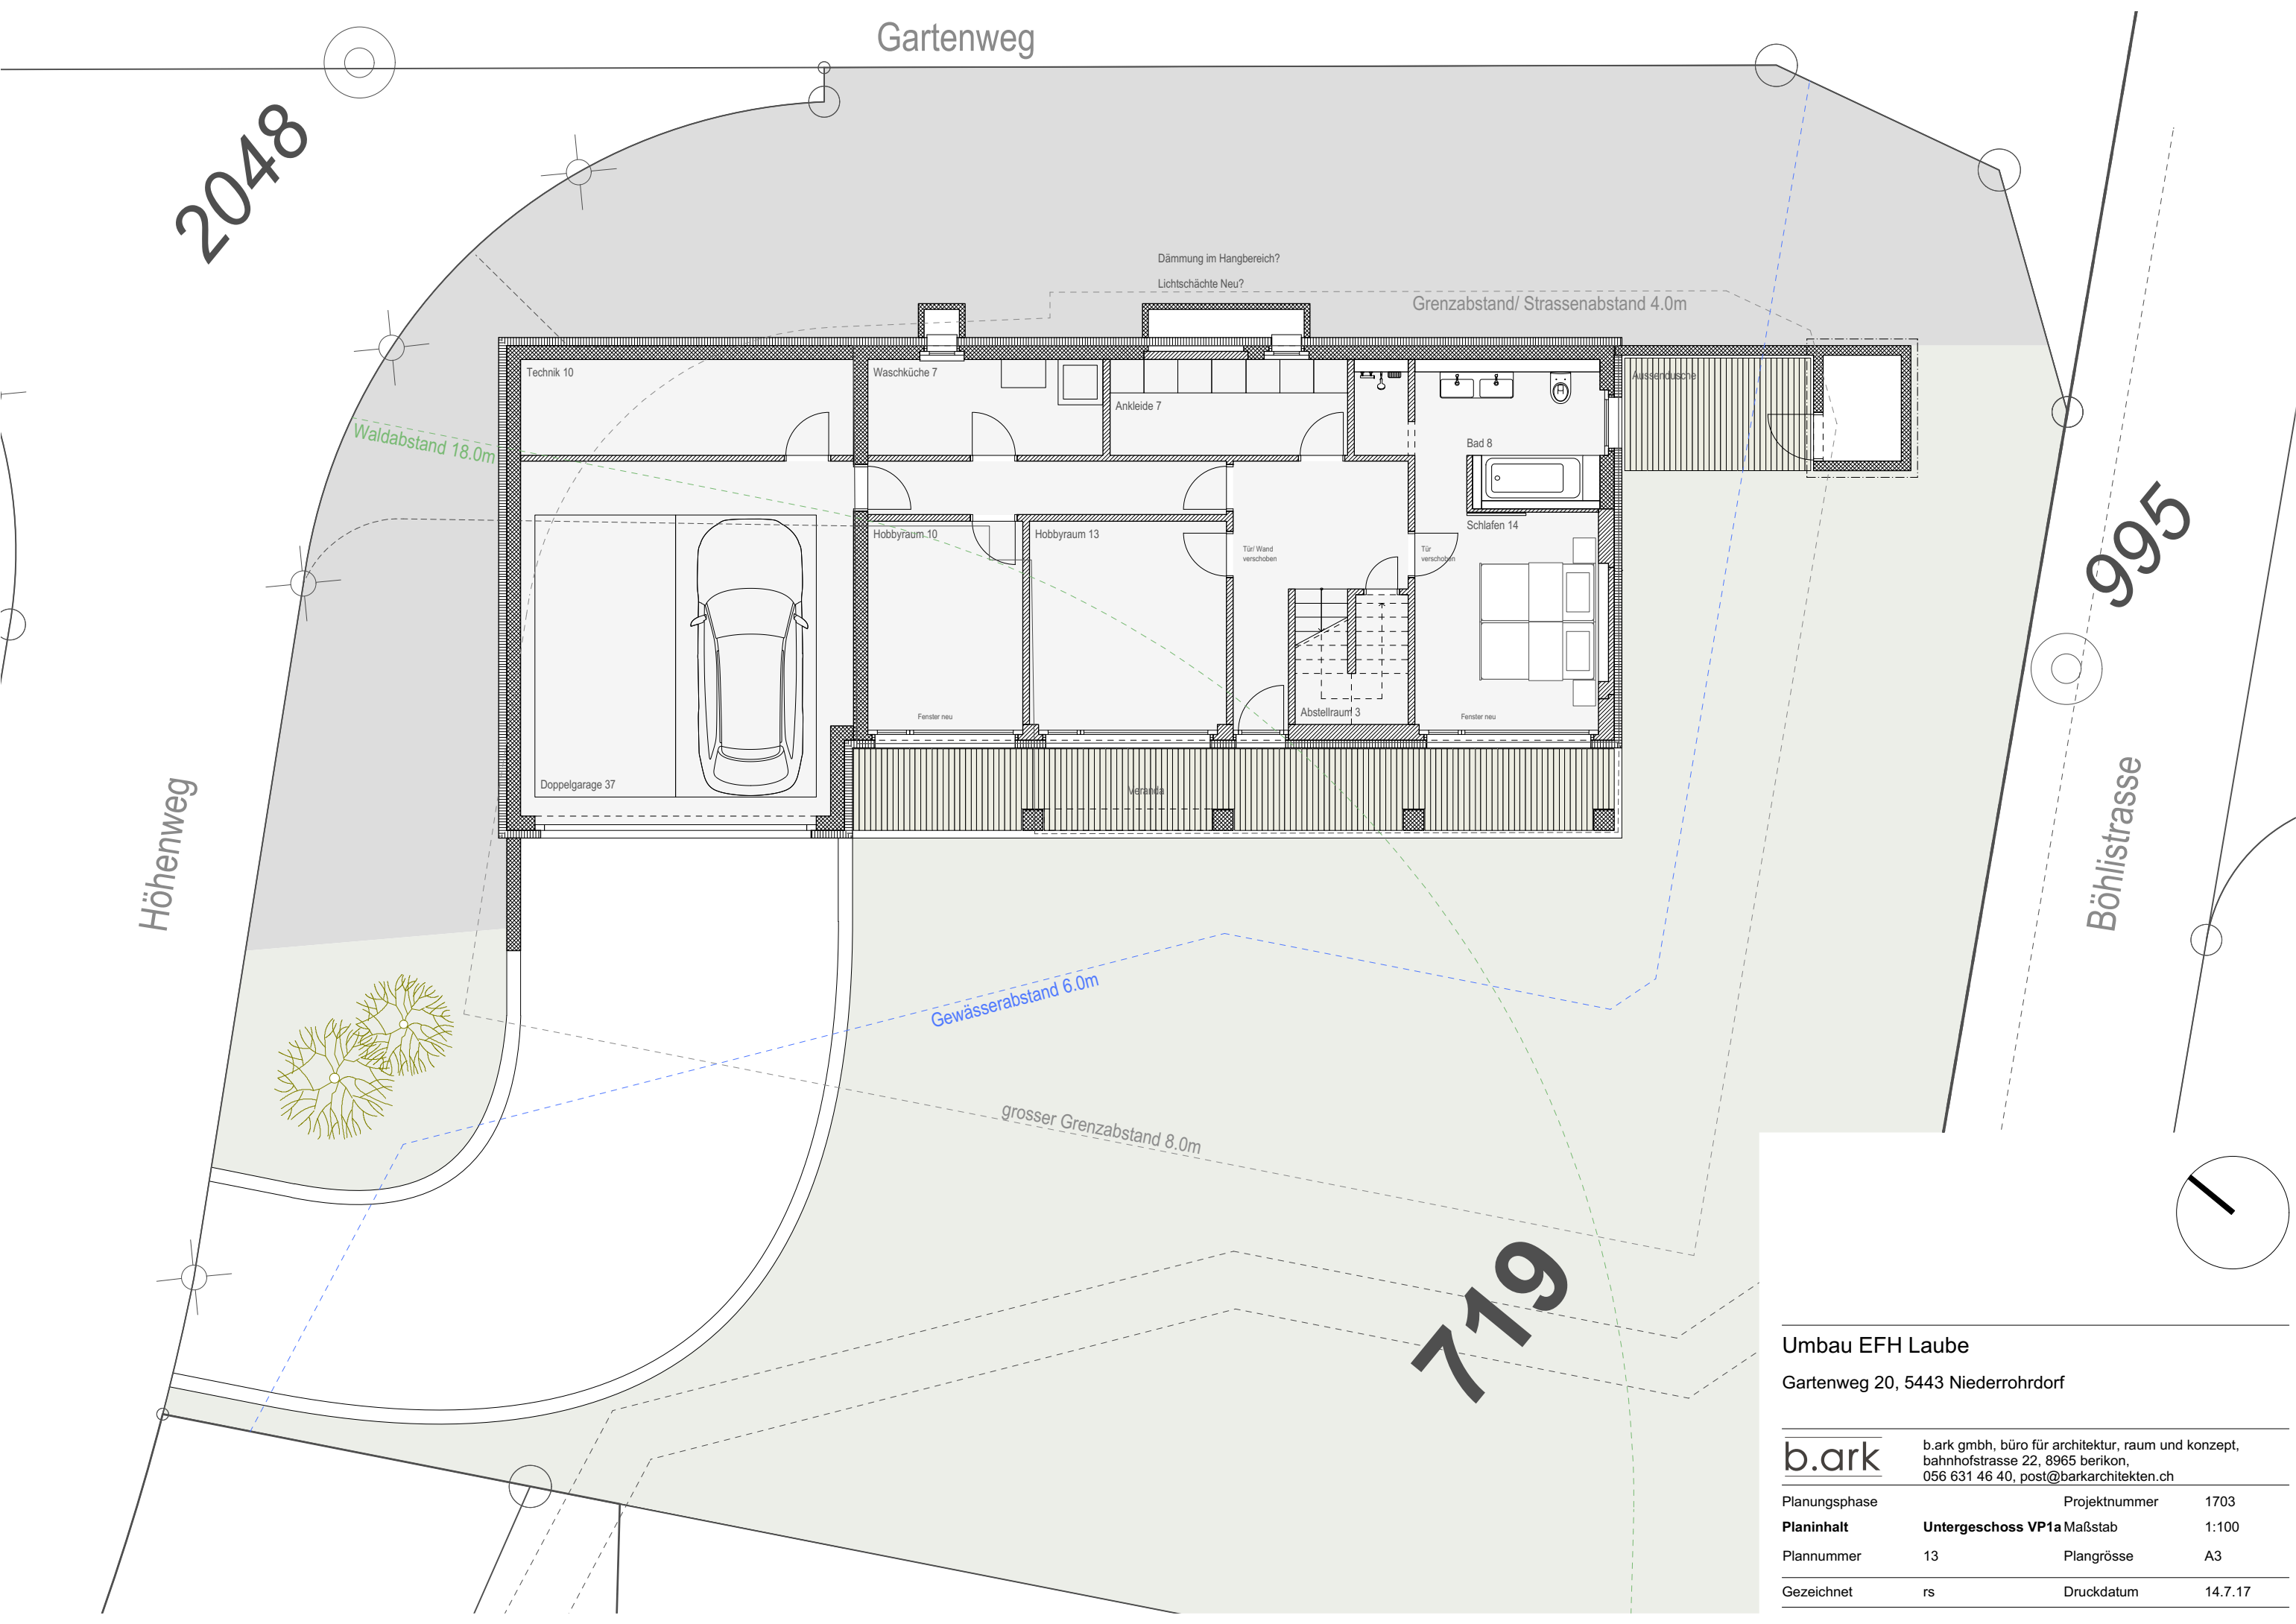 Gartenweg
2048
Dämmung im Hangbereich?
Lichtschächte Neu?
Grenzabstand/ Strassenabstand 4.0m
Technik 10
Waschküche 7
Ankleide 7
Aussendusche
Waldabstand 18.0m
Bad 8
Schlafen 14
Hobbyraum 10
Hobbyraum 13
Tür/ Wand
verschoben
Tür
verschoben
995
Abstellraum 3
Fenster neu
Fenster neu
Doppelgarage 37
Veranda
Höhenweg
Böhlistrasse
Gewässerabstand 6.0m
grosser Grenzabstand 8.0m
719
Umbau EFH Laube
Gartenweg 20, 5443 Niederrohrdorf
b.ark
b.ark gmbh, büro für architektur, raum und konzept,
bahnhofstrasse 22, 8965 berikon,
056 631 46 40, post@barkarchitekten.ch
Planungsphase Projektnummer 1703
Planinhalt Untergeschoss VP1a Maßstab 1:100
Plannummer 13 Plangrösse A3
Gezeichnet rs Druckdatum 14.7.17